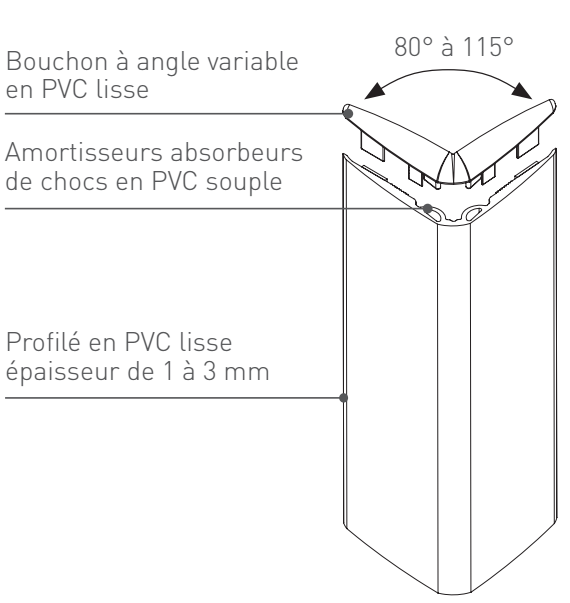 80° à 115°
Bouchon à angle variable
en PVC lisse
Amortisseurs absorbeurs
de chocs en PVC souple
Profilé en PVC lisse
épaisseur de 1 à 3 mm